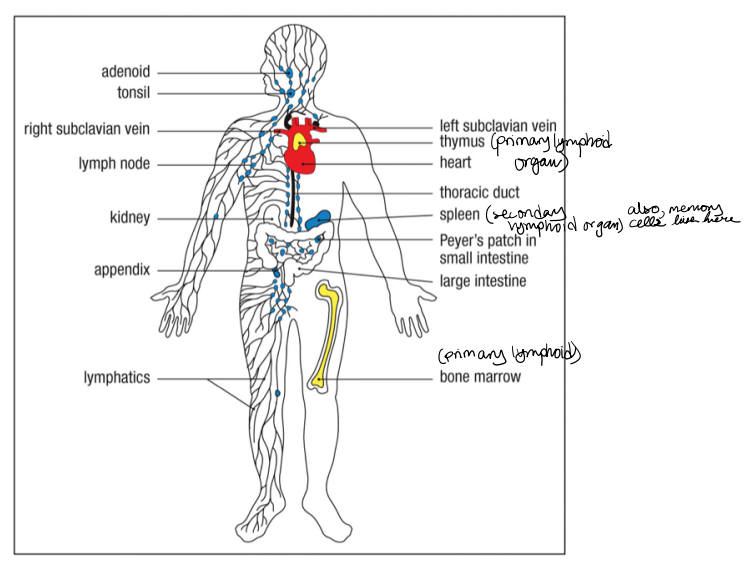 adenoid
tonsil
right subclavian vein
lymph node
kidney
appendix
lymphatics
left subclavian vein
thymus (primary lymphoid
organ)
heart
thoracic duct
spleen (secondary
lymphoid organ)
also, memory
cells live here
Peyer's patch in
small intestine
large intestine
(primary lymphoid)
bone marrow